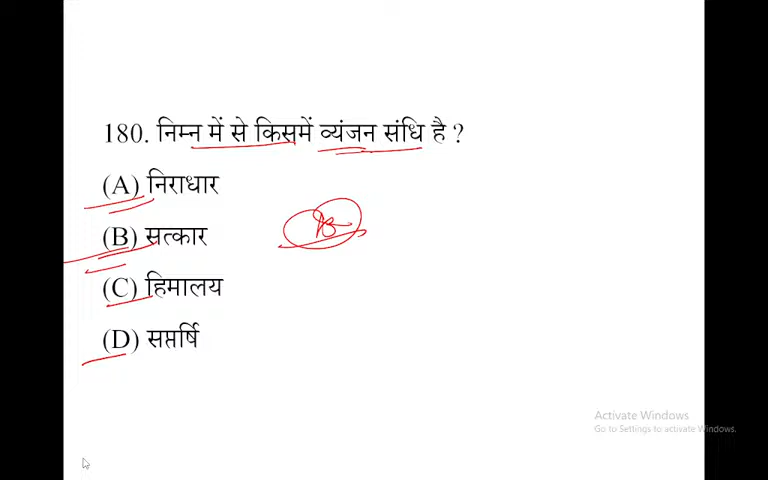 180. निम्न में से किसमें व्यंजन संधि है ?
(A) निराधार
(B) सत्कार
(C) हिमालय
(D) सप्तर्षि
Activate Windows
Go to Settings to activate Windows.